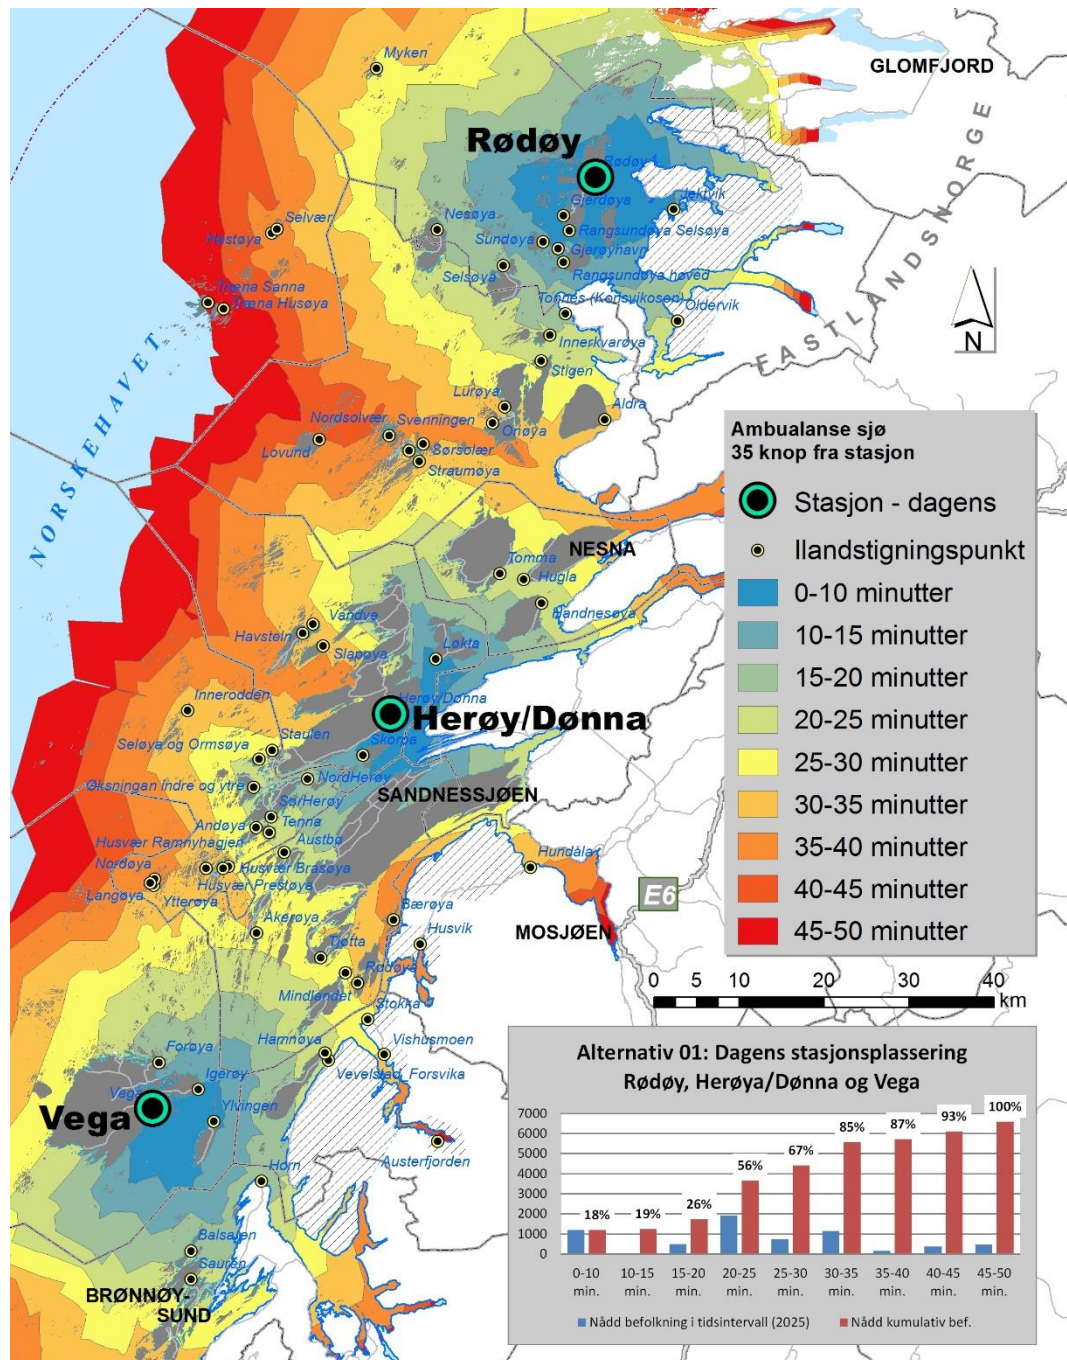 Myken
GLOMFJORD
Rødøy
Rødøy
Jektvik
Gjerdøya
Selvær
Hestøya
Nesøya
Rangsundøya Selsøya
Sundøya
Gjerøyhavn
Rangsundøya hoved
Selsøya
Træna Sanna
Træna Husøya
Tonnes (Konsvikosen)
Oldervik
Innerkvarøya
Stigen
FASTLANDSNORGE
N
NORSKEHAVET
Lurøya
Aldra
Nordsolvær
Svenningen
Onøya
Lovund
Sørsolær
Straumøya
Ambualanse sjø
35 knop fra stasjon
Stasjon - dagens
Ilandstigningspunkt
0-10 minutter
10-15 minutter
15-20 minutter
20-25 minutter
25-30 minutter
30-35 minutter
35-40 minutter
40-45 minutter
45-50 minutter
NESNA
Tomma
Hugla
Handnesøya
Vandve
Havstein
Slapøya
Løkta
Innerodden
Herøy/Dønna
Herøy/Dønna
Skorpa
Staulen
Seløya og Ormsøya
NordHerøy
Øksningan indre og ytre
SANDNESSJØEN
SørHerøy
Andøya
Tenna
Husvær Ramnyhagjen
Austbø
Nordøya
Husvær Brasøya
Husvær Prestøya
Langøya
Ytterøya
Hundåla
E6
MOSJØEN
Bærøya
Akerøya
Husvik
Tjøtta
Rødøya
Mindlandet
Stokka
0 5 10 20 30 40
km
Forøya
Hamnøya
Vishusmoen
Vevelstad
Forsvika
Igerøy
Vega
Vega
Ylvingen
Austerfjorden
Horn
Balsalen
Sauren
BRØNNØY-
SUND
Alternativ 01: Dagens stasjonsplassering
Rødøy, Herøya/Dønna og Vega
7000
6000
5000
4000
3000
2000
1000
0
18% 19% 26% 56% 67% 85% 87% 93% 100%
0-10 10-15 15-20 20-25 25-30 30-35 35-40 40-45 45-50
min. min. min. min. min. min. min. min. min.
Nådd befolkning i tidsintervall (2025) Nådd kumulativ bef.